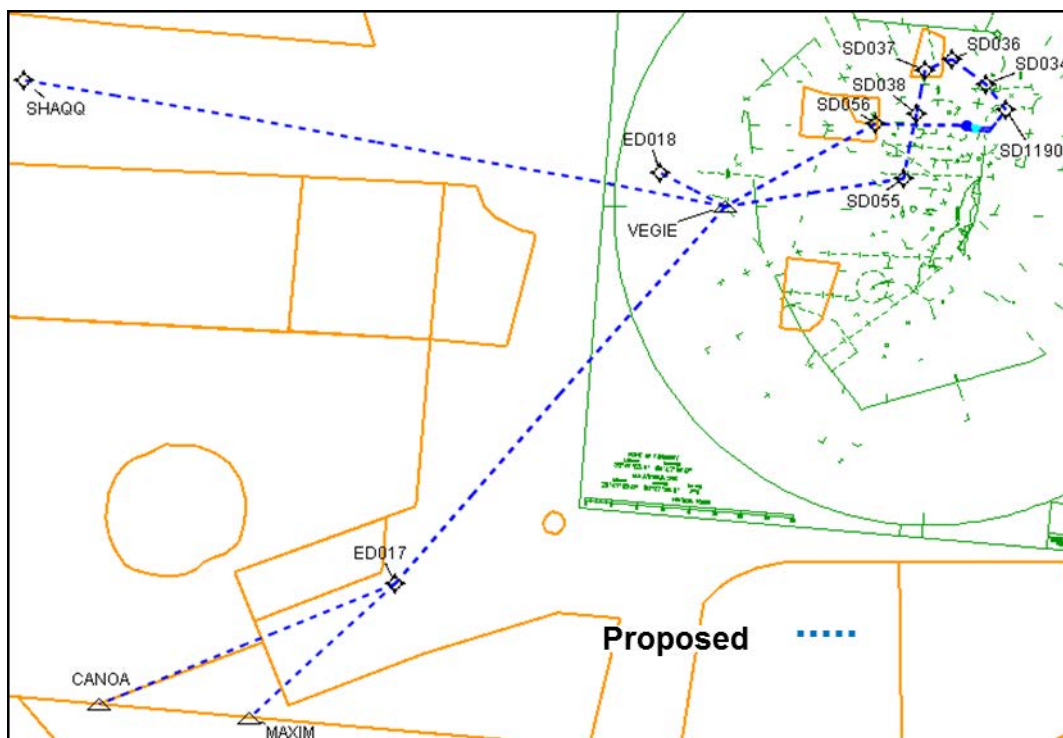 SD037
SD036
SD034
SHAQQ
SD038
SD056
SD1190
ED018
SD055
VEGIE
ED017
Proposed
CANOA
MAXIM